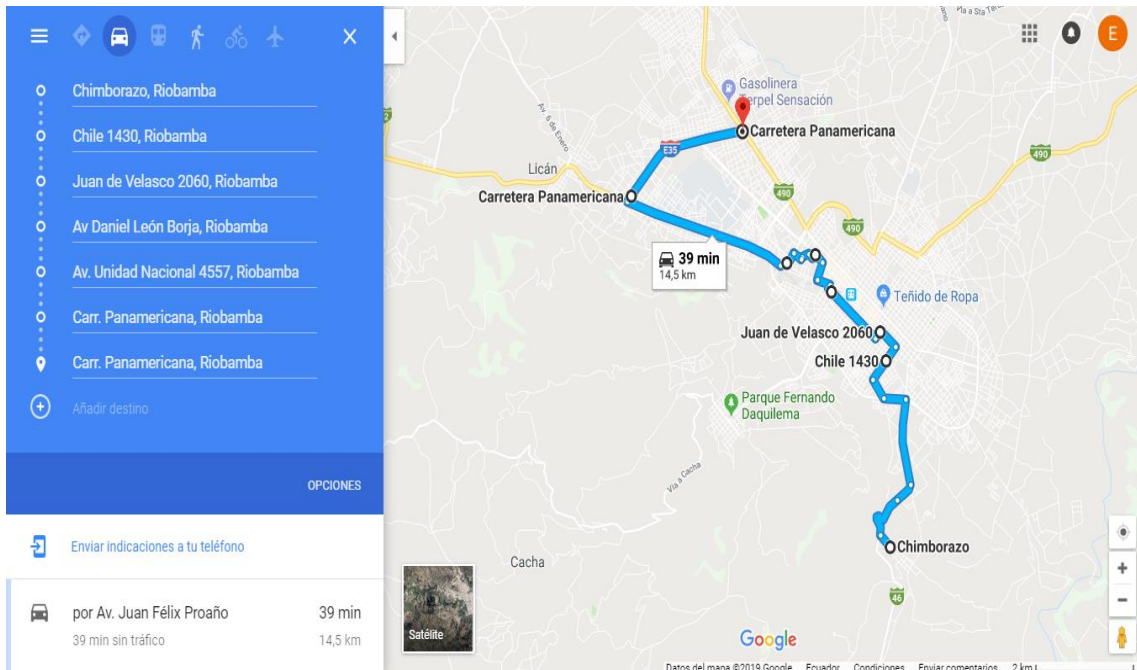 Chimborazo, Riobamba
Chile 1430, Riobamba
Juan de Velasco 2060, Riobamba
Av Daniel León Borja, Riobamba
Av. Unidad Nacional 4557, Riobamba
Carr. Panamericana, Riobamba
Carr. Panamericana, Riobamba
Añadir destino
OPCIONES
Enviar indicaciones a tu teléfono
por Av. Juan Félix Proaño 39 min
39 min sin tráfico 14,5 km
E
Gasolinera
Terpel Sensación
Carretera Panamericana
Av. 6 de Enero
E35
490
Licán
Carretera Panamericana
490
490
39 min
14,5 km
Teñido de Ropa
Juan de Velasco 2060
Chile 1430
Parque Fernando
Daquilema
Vía a Cacha
Chimborazo
Cacha
46
Satélite
Google
Datos del mapa ©2019 Google Ecuador Condiciones Enviar comentarios 2 km